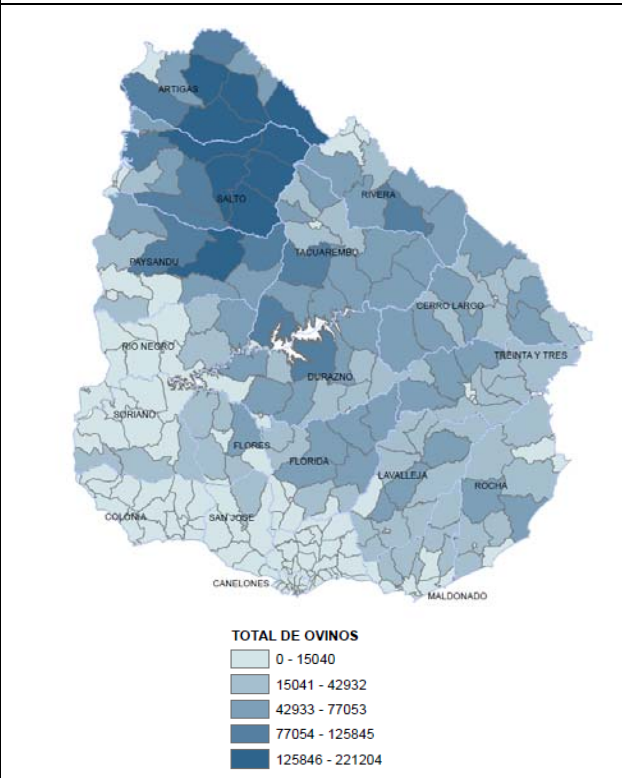 ARTIGAS
RIVERA
SALTO
TACUAREMBO
PAYSANDU
CERRO LARGO
RIO NEGRO
TREINTA Y TRES
DURAZNO
SORIANO
FLORES
FLORIDA
LAVALLEJA
ROCHA
COLONIA
SAN JOSE
CANELONES
MALDONADO
TOTAL DE OVINOS
0 - 15040
15041 - 42932
42933 - 77053
77054 - 125845
125846 - 221204